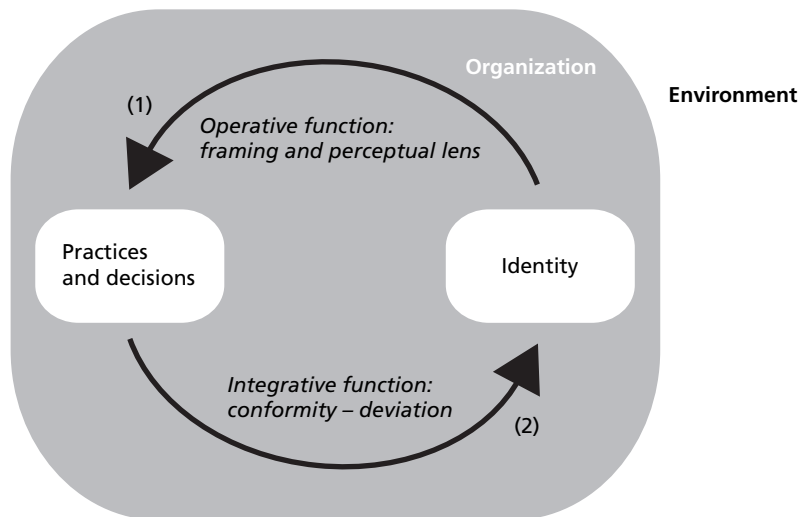 Organization
Environment
(1)
Operative function:
framing and perceptual lens
Practices
and decisions
Identity
Integrative function:
conformity – deviation
(2)